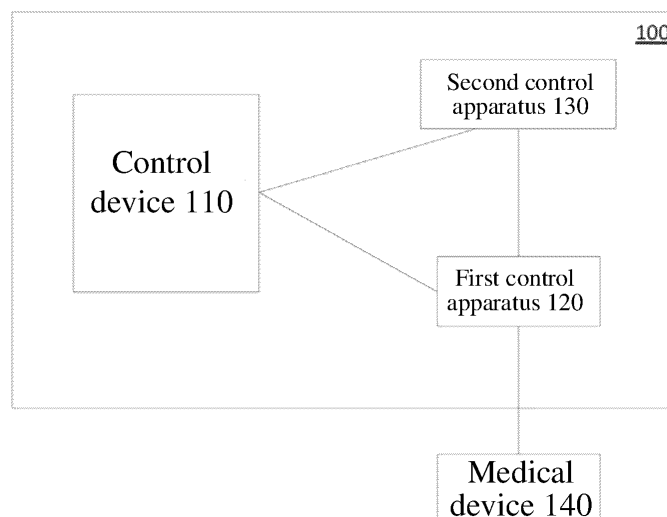 100
Second control
apparatus 130
Control
device 110
First control
apparatus 120
Medical
device 140